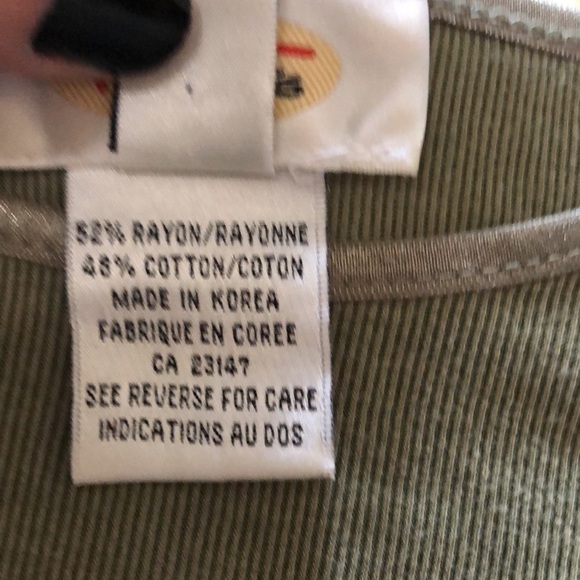 52% RAYON/RAYONNE
48% COTTON/COTON
MADE IN KOREA
FABRIQUE EN COREE
CA 23147
SEE REVERSE FOR CARE
INDICATIONS AU DOS